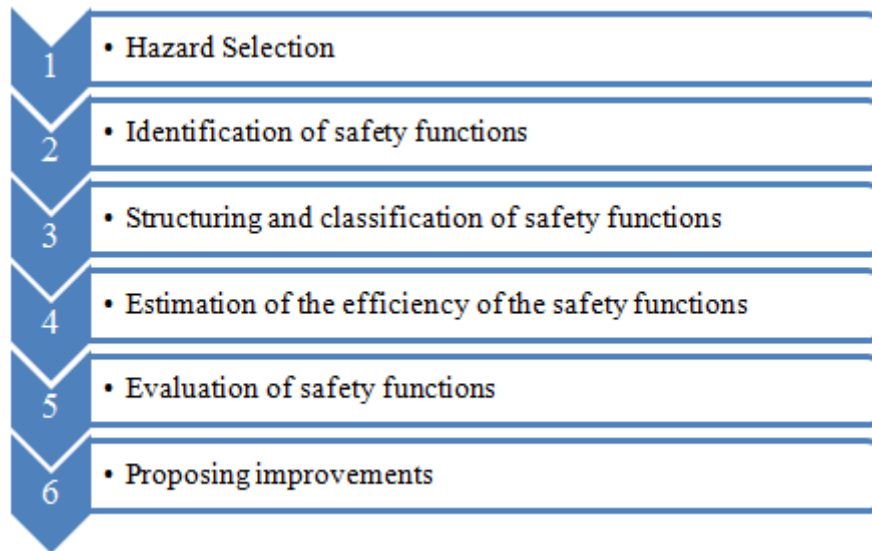 1 • Hazard Selection
2 • Identification of safety functions
3 • Structuring and classification of safety functions
4 • Estimation of the efficiency of the safety functions
5 • Evaluation of safety functions
6 • Proposing improvements